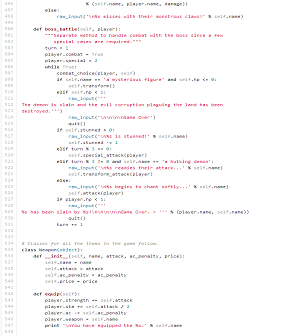 % (self.name, player.name, damage))
else:
raw_input('\n%s misses with their monstrous claws!' % self.name)
def boss_battle(self, player):
"""Separate method to handle combat with the boss since a few
special cases are required."""
turn = 1
player.combat = True
player.special = 2
while True:
combat_choice(player, self)
if self.name == 'a mysterious figure' and self.hp <= 0:
self.transform()
elif self.hp < 1:
raw_input('''
The demon is slain and the evil corruption plaguing the land has been
destroyed.''')
raw_input('\n\n\n\nGame Over')
quit()
if self.stunned > 0:
raw_input('\n%s is stunned!' % self.name)
self.stunned -= 1
elif turn % 3 == 0:
self.special_attack(player)
elif turn % 3 != 0 and self.name == 'a hulking demon':
raw_input('\n%s readies their attack...' % self.name)
self.transform_attack(player)
else:
raw_input('\n%s begins to chant softly...' % self.name)
self.attack(player)
if player.hp < 1:
raw_input('''
%s has been slain by %s!\n\n\n\nGame Over. > ''' % (player.name, self.name))
quit()
turn += 1
# Classes for all the items in the game follow.
class Weapon(object):
def __init__(self, name, attack, ac_penalty, price):
self.name = name
self.attack = attack
self.ac_penalty = ac_penalty
self.price = price
def equip(self):
player.strength += self.attack
player.sta += self.attack / 2
player.ac -= self.ac_penalty
player.weapon = self.name
print '\nYou have equipped the %s.' % self.name